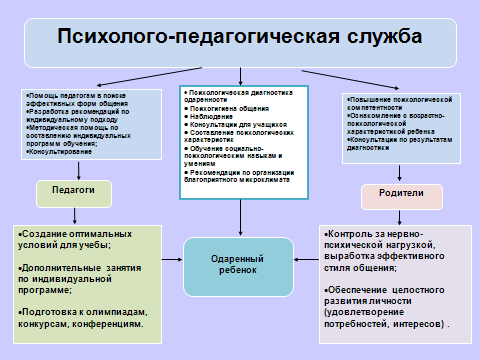 Психолого-педагогическая служба
•Помощь педагогам в поиске
эффективных форм общения
•Разработка рекомендаций по
индивидуальному подходу
•Методическая помощь по
составлению индивидуальных
программ обучения;
•Консультирование
• Психологическая диагностика
одаренности
• Психогигиена общения
• Наблюдение
• Консультации для учащихся
• Составление психологических
характеристик
• Обучение социально-
психологическим навыкам и
умениям
• Рекомендации по организации
благоприятного микроклимата
•Повышение психологической
компетентности
•Ознакомление с возрастно-
психологической
характеристикой ребенка
•Консультации по результатам
диагностики
Педагоги
Родители
•Создание оптимальных
условий для учебы;
•Дополнительные занятия
по индивидуальной
программе;
•Подготовка к олимпиадам,
конкурсам, конференциям.
Одаренный
ребенок
•Контроль за нервно-
психической нагрузкой,
выработка эффективного
стиля общения;
•Обеспечение целостного
развития личности
(удовлетворение
потребностей, интересов) .